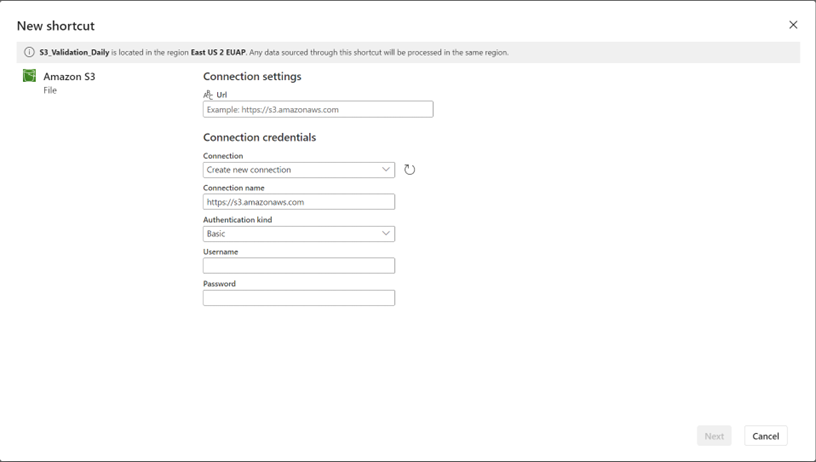 New shortcut
S3_Validation_Daily is located in the region East US 2 EUAP. Any data sourced through this shortcut will be processed in the same region.
Amazon S3
File
Connection settings
Url
Example: https://s3.amazonaws.com
Connection credentials
Connection
Create new connection
Connection name
https://s3.amazonaws.com
Authentication kind
Basic
Username
Password
Next
Cancel